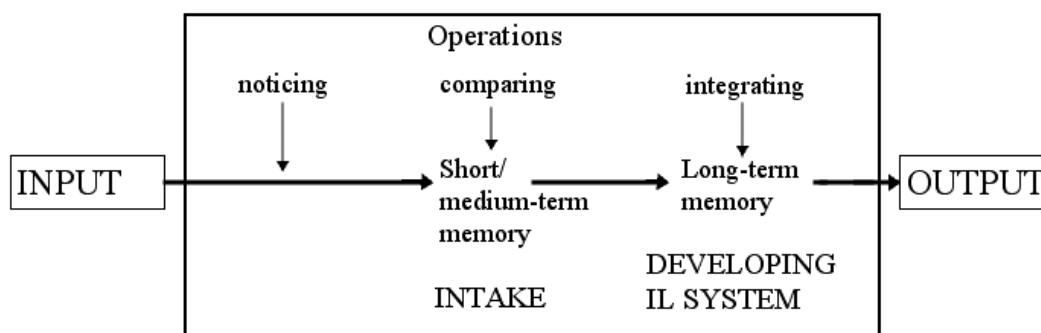 Operations
noticing
comparing
integrating
INPUT
Short/
medium-term
memory
Long-term
memory
OUTPUT
INTAKE
DEVELOPING
IL SYSTEM